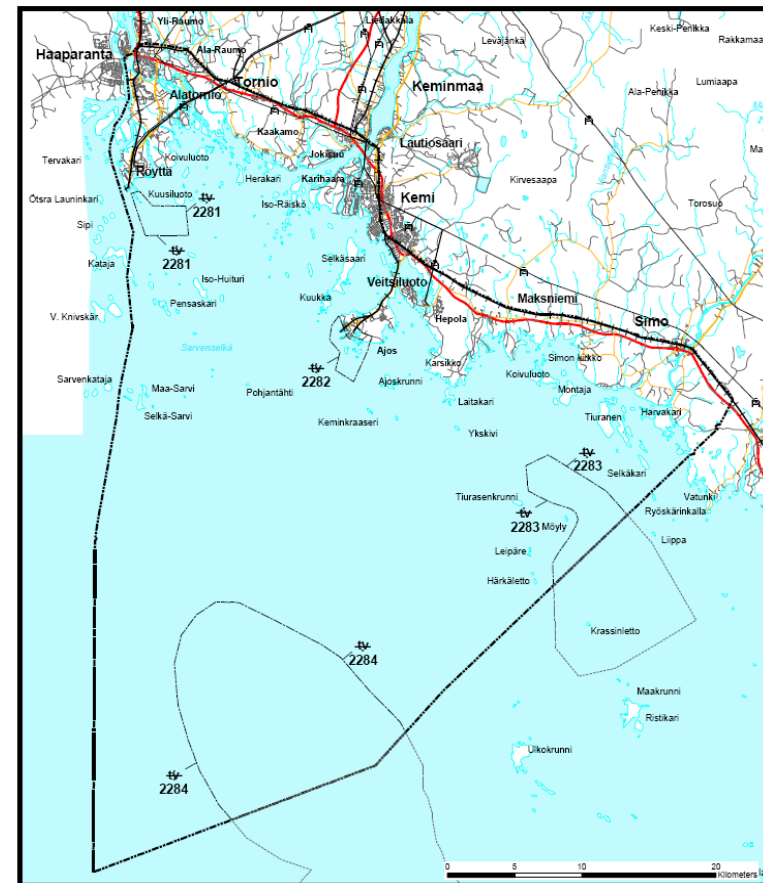 Yli-Raumo
Liedakkala
Keski-Penikka
Leväjänkä
Rakkamaa
Haaparanta
Ala-Raumo
Lumiaapa
Tornio
Keminmaa
Ala-Penikka
Alatornio
Kaakamo
Lautiosaari
Jokisuu
Tervakari
Koivuluoto
Röyttä
Herakari
Karihaara
Kirvesaapa
Kuusiluoto
Kemi
Ötsra Launinkari
Iso-Räiskö
Torosuo
tv
2281
Sipi
tv
2281
Kataja
Selkäsaari
Iso-Huituri
Veitsiluoto
Pensaskari
Kuukka
Maksniemi
V. Knivskär
Hepola
Simo
Sarvenselkä
Ajos
Karsikko
Simon kirkko
tv
2282
Koivuluoto
Sarvenkataja
Maa-Sarvi
Pohjantähti
Ajoskrunni
Montaja
Laitakari
Selkä-Sarvi
Tiuranen
Harvakari
Keminkraaseri
Ykskivi
tv
2283
Selkäkari
Tiurasenkrunni
Vatunki
tv
2283
Möyly
Ryöskärinkalla
Liippa
Leipäre
Härkäletto
Krassinletto
tv
2284
Maakrunni
Ristikari
Ulkokrunni
tv
2284
0 5 10 20
Kilometers